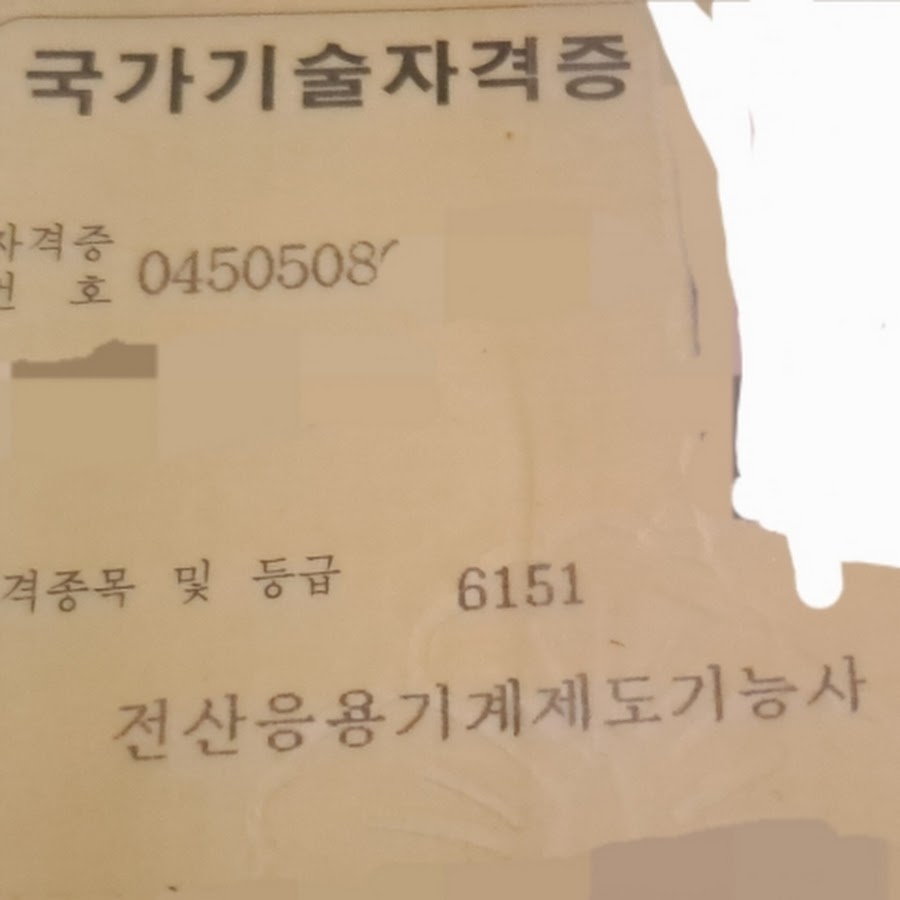 국가기술자격증
자격증
번 호 0450508
격종목 및 등급 6151
전산응용기계제도기능사